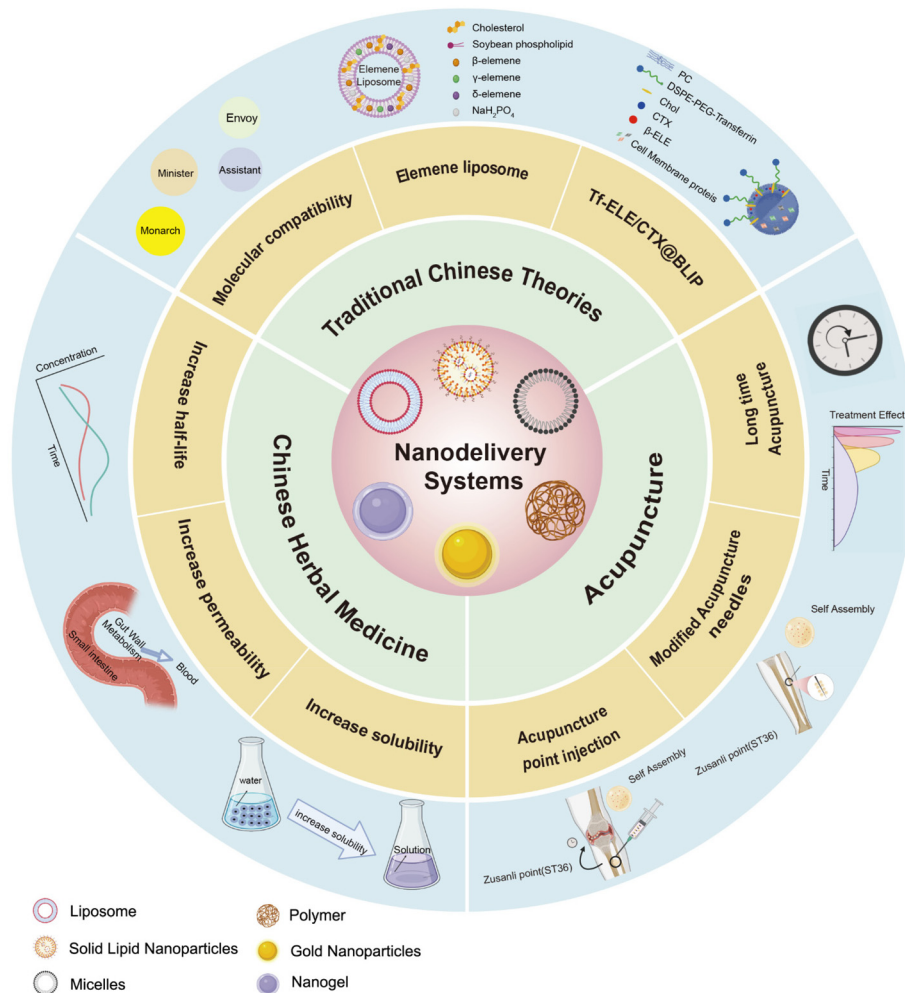 Cholesterol
Soybean phospholipid
β-elemene
γ-elemene
δ-elemene
NaH₂PO₄
Elemene
Liposome
PC
DSPE-PEG-Transferrin
Chol
CTX
β-ELE
Cell Membrane proteis
Envoy
Minister
Assistant
Monarch
Molecular compatibility
Elemene liposome
Tf-ELE/CTX@BLIP
Traditional Chinese Theories
Concentration
Time
Increase half-life
Increase permeability
Increase solubility
Chinese Herbal Medicine
Nanodelivery
Systems
Acupuncture
Long time
Acupuncture
Modified Acupuncture
needles
Acupuncture
point injection
Treatment Effect
Time
Self Assembly
Zusanli point(ST36)
Self Assembly
Zusanli point(ST36)
Small intestine
Gut Wall
Metabolism
Blood
water
increase solubility
Solution
Liposome
Solid Lipid Nanoparticles
Micelles
Polymer
Gold Nanoparticles
Nanogel